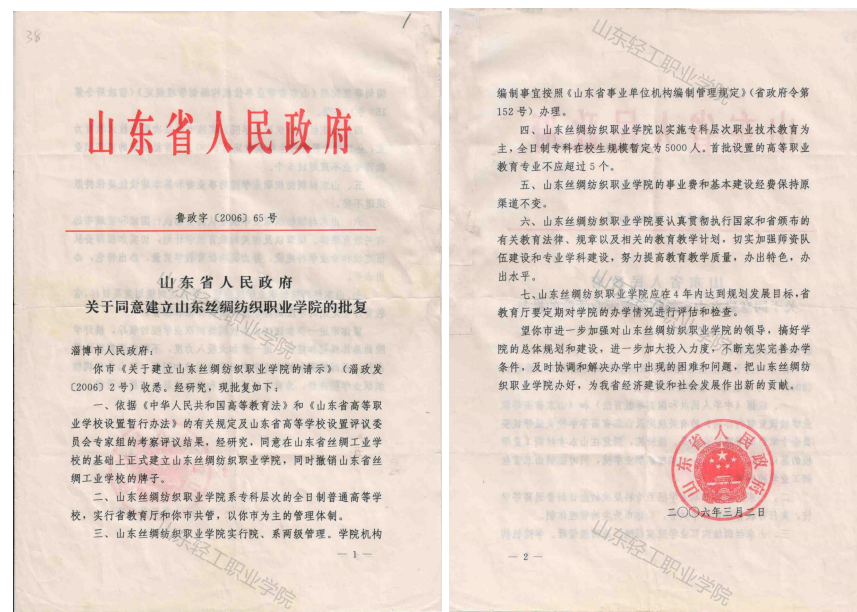 38
1
山东省人民政府
鲁政字〔2006〕65号
山东省人民政府
关于同意建立山东丝绸纺织职业学院的批复
淄博市人民政府：
你市《关于建立山东丝绸纺织职业学院的请示》（淄政发
〔2006〕2号）收悉。经研究，现批复如下：
一、依据《中华人民共和国高等教育法》和《山东省高等职
业学校设置暂行办法》的有关规定及山东省高等学校设置评议委
员会专家组的考察评议结果，经研究，同意在山东省丝绸工业学
校的基础上正式建立山东丝绸纺织职业学院，同时撤销山东省丝
绸工业学校的牌子。
二、山东丝绸纺织职业学院系专科层次的全日制普通高等学
校，实行省教育厅和你市共管，以你市为主的管理体制。
三、山东丝绸纺织职业学院实行院、系两级管理。学院机构
— 1 —
山东轻工职业学院
山东轻工职业学院
编制事宜按照《山东省事业单位机构编制管理规定》（省政府令第
152号）办理。
四、山东丝绸纺织职业学院以实施专科层次职业技术教育为
主，全日制专科在校生规模暂定为5000人。首批设置的高等职业
教育专业不应超过5个。
五、山东丝绸纺织职业学院的事业费和基本建设经费保持原
渠道不变。
六、山东丝绸纺织职业学院要认真贯彻执行国家和省颁布的
有关教育法律、规章以及相关的教育教学计划，切实加强师资队
伍建设和专业学科建设，努力提高教育教学质量，办出特色，办
出水平。
七、山东丝绸纺织职业学院应在4年内达到规划发展目标，省
教育厅要定期对学院的办学情况进行评估和检查。
望你市进一步加强对山东丝绸纺织职业学院的领导，搞好学
院的总体规划和建设，进一步加大投入力度，不断充实完善办学
条件，及时协调和解决办学中出现的困难和问题，把山东丝绸纺
织职业学院办好，为我省经济建设和社会发展作出新的贡献。
山东省人民政府
二〇〇六年三月二日
— 2 —
山东轻工职业学院